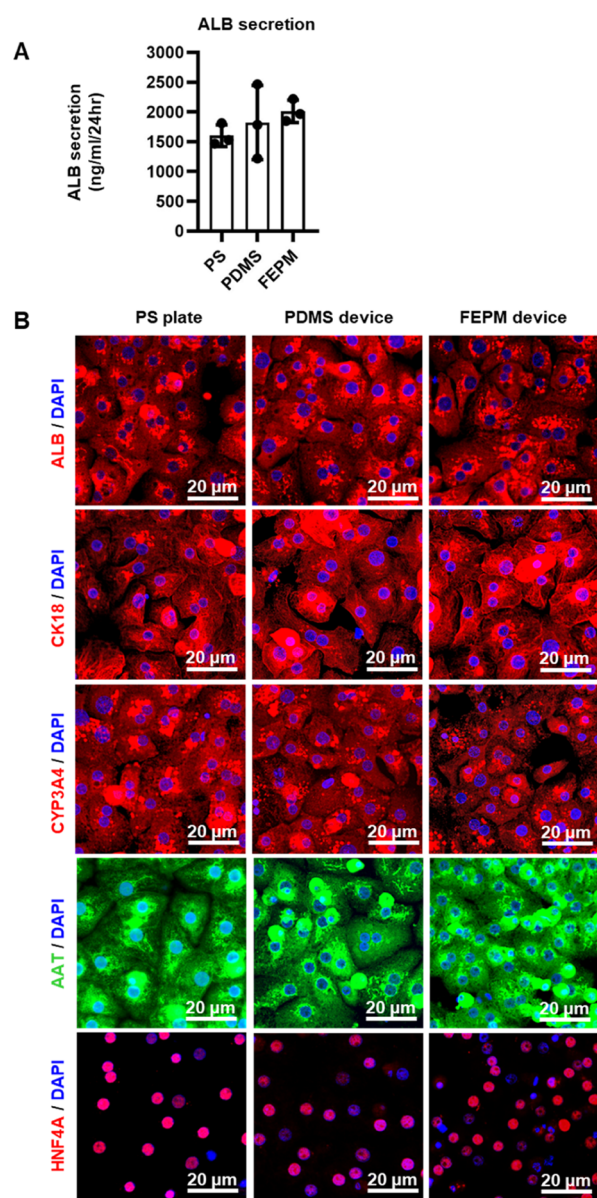 ALB secretion
A
ALB secretion
(ng/ml/24hr)
3000
2500
2000
1500
1000
500
0
PS
PDMS
FEPM
B
PS plate
PDMS device
FEPM device
ALB / DAPI
20 µm
20 µm
20 µm
CK18 / DAPI
20 µm
20 µm
20 µm
CYP3A4 / DAPI
20 µm
20 µm
20 µm
AAT / DAPI
20 µm
20 µm
20 µm
HNF4A / DAPI
20 µm
20 µm
20 µm